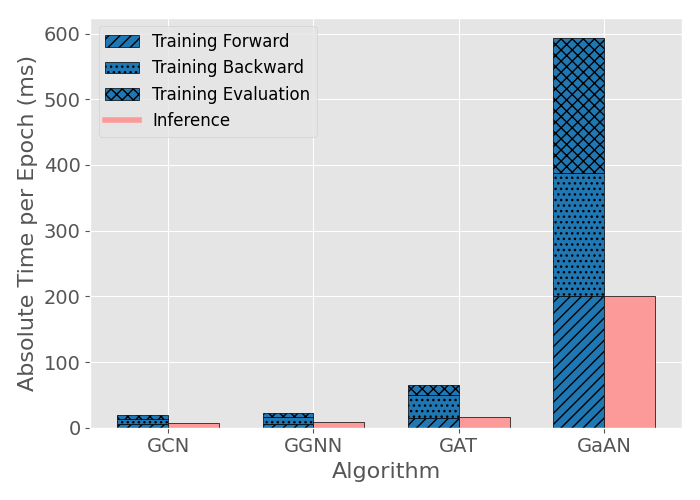 Training Forward
Training Backward
Training Evaluation
Inference
Absolute Time per Epoch (ms)
600
500
400
300
200
100
0
GCN GGNN GAT GaAN
Algorithm